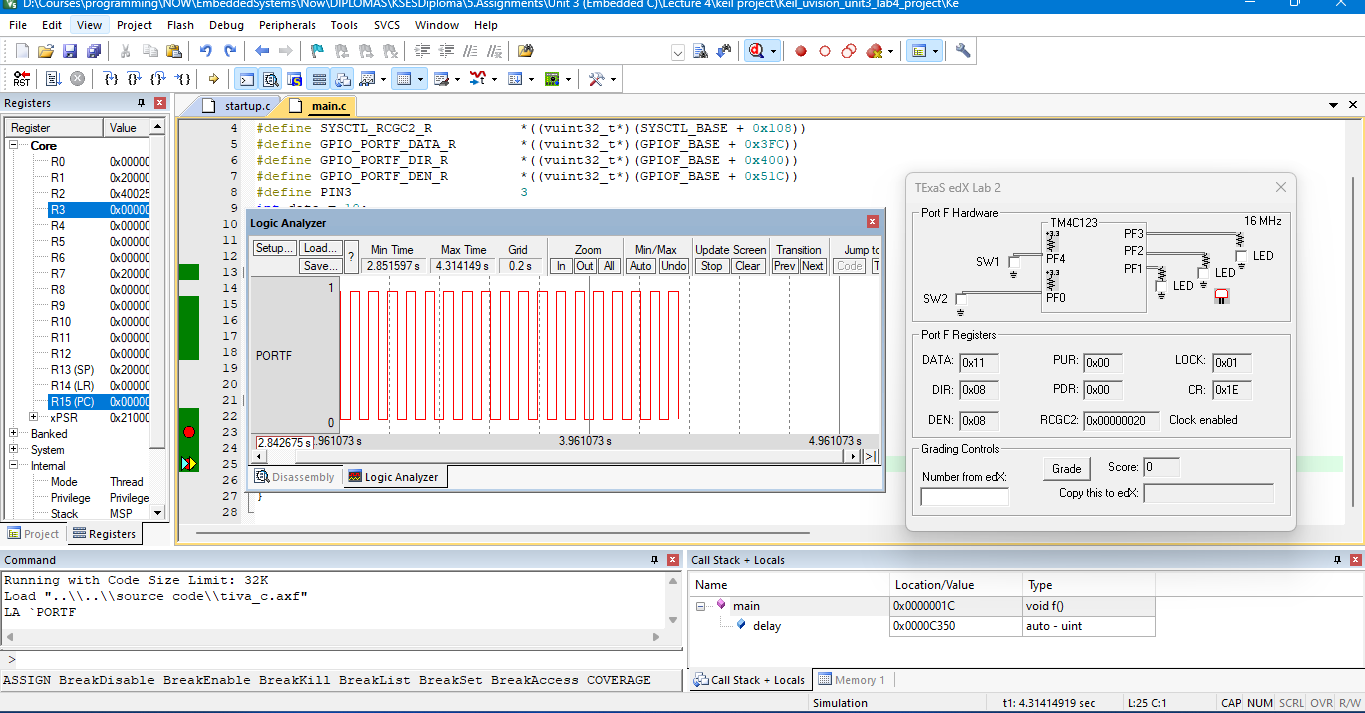 D:\Courses\programming\NOW\EmbeddedSystems\Now\DIPLOMAS\KSESDiploma\5.Assignments\Unit 3 (Embedded C)\Lecture 4\keil project\Keil_uvision_unit3_lab4_project\Ke
File Edit View Project Flash Debug Peripherals Tools SVCS Window Help
RST
Registers
Register Value
Core
R0 0x00000
R1 0x20000
R2 0x40025
R3 0x00000
R4 0x00000
R5 0x00000
R6 0x00000
R7 0x20000
R8 0x00000
R9 0x00000
R10 0x00000
R11 0x00000
R12 0x00000
R13 (SP) 0x20000
R14 (LR) 0x00000
R15 (PC) 0x00000
xPSR 0x21000
Banked
System
Internal
Mode Thread
Privilege Privilege
Stack MSP
Project Registers
startup.c main.c
4 #define SYSCTL_RCGC2_R *((vuint32_t*)(SYSCTL_BASE + 0x108))
5 #define GPIO_PORTF_DATA_R *((vuint32_t*)(GPIOF_BASE + 0x3FC))
6 #define GPIO_PORTF_DIR_R *((vuint32_t*)(GPIOF_BASE + 0x400))
7 #define GPIO_PORTF_DEN_R *((vuint32_t*)(GPIOF_BASE + 0x51C))
8 #define PIN3 3
9
10
11
12
13
14
15
16
17
18
19
20
21
22
23
24
25
26
27 }
28
Logic Analyzer
Setup... Load... Save... ? Min Time Max Time Grid Zoom Min/Max Update Screen Transition Jump to
2.851597 s 4.314149 s 0.2 s In Out All Auto Undo Stop Clear Prev Next Code T
1
PORTF
0
2.842675 s .961073 s 3.961073 s 4.961073 s
Disassembly Logic Analyzer
TExaS edX Lab 2
Port F Hardware
TM4C123 16 MHz
+3.3
PF3
PF2
PF1
PF4
SW1
+3.3
PF0
SW2
LED
LED
LED
Port F Registers
DATA: 0x11 PUR: 0x00 LOCK: 0x01
DIR: 0x08 PDR: 0x00 CR: 0x1E
DEN: 0x08 RCGC2: 0x00000020 Clock enabled
Grading Controls
Number from edX: Grade Score: 0
Copy this to edX:
Command
Running with Code Size Limit: 32K
Load "..\\..\\source code\\tiva_c.axf"
LA `PORTF
>
ASSIGN BreakDisable BreakEnable BreakKill BreakList BreakSet BreakAccess COVERAGE
Call Stack + Locals
Name Location/Value Type
main 0x0000001C void f()
delay 0x0000C350 auto - uint
Call Stack + Locals Memory 1
Simulation t1: 4.31414919 sec L:25 C:1 CAP NUM SCRL OVR R/W